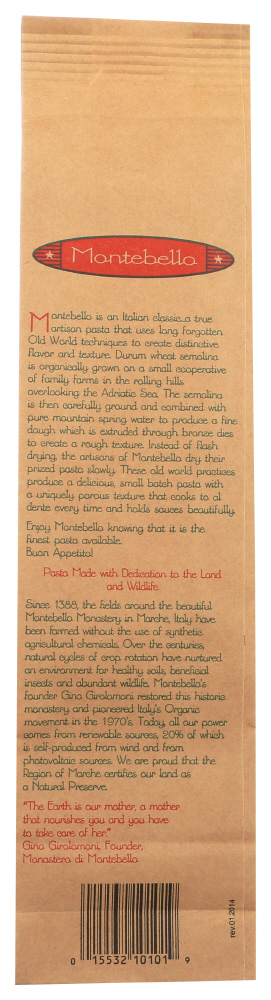 Montebello
Montebello is an Italian classic...a true
artisan pasta that uses long forgotten
Old World techniques to create distinctive
flavor and texture. Durum wheat semolina
is organically grown on a small cooperative
of family farms in the rolling hills
overlooking the Adriatic Sea. The semolina
is then carefully ground and combined with
pure mountain spring water to produce a fine
dough which is extruded through bronze dies
to create a rough texture. Instead of flash
drying, the artisans of Montebello dry their
prized pasta slowly. These old world practices
produce a delicious, small batch pasta with
a uniquely porous texture that cooks to al
dente every time and holds sauces beautifully.
Enjoy Montebello knowing that it is the
finest pasta available.
Buon Appetito!
Pasta Made with Dedication to the Land
and Wildlife
Since 1388, the fields around the beautiful
Montebello Monastery in Marche, Italy have
been farmed without the use of synthetic
agricultural chemicals. Over the centuries,
natural cycles of crop rotation have nurtured
an environment for healthy soils, beneficial
insects and abundant wildlife. Montebello's
founder Gino Girolomoni restored this historic
monastery and pioneered Italy's Organic
movement in the 1970's. Today, all our power
comes from renewable sources, 20% of which
is self-produced from wind and from
photovoltaic sources. We are proud that the
Region of Marche certifies our land as
a Natural Preserve.
"The Earth is our mother, a mother
that nourishes you and you have
to take care of her."
Gino Girolomoni, Founder,
Monastero di Montebello
rev.01.2014
0 15532 10101 9